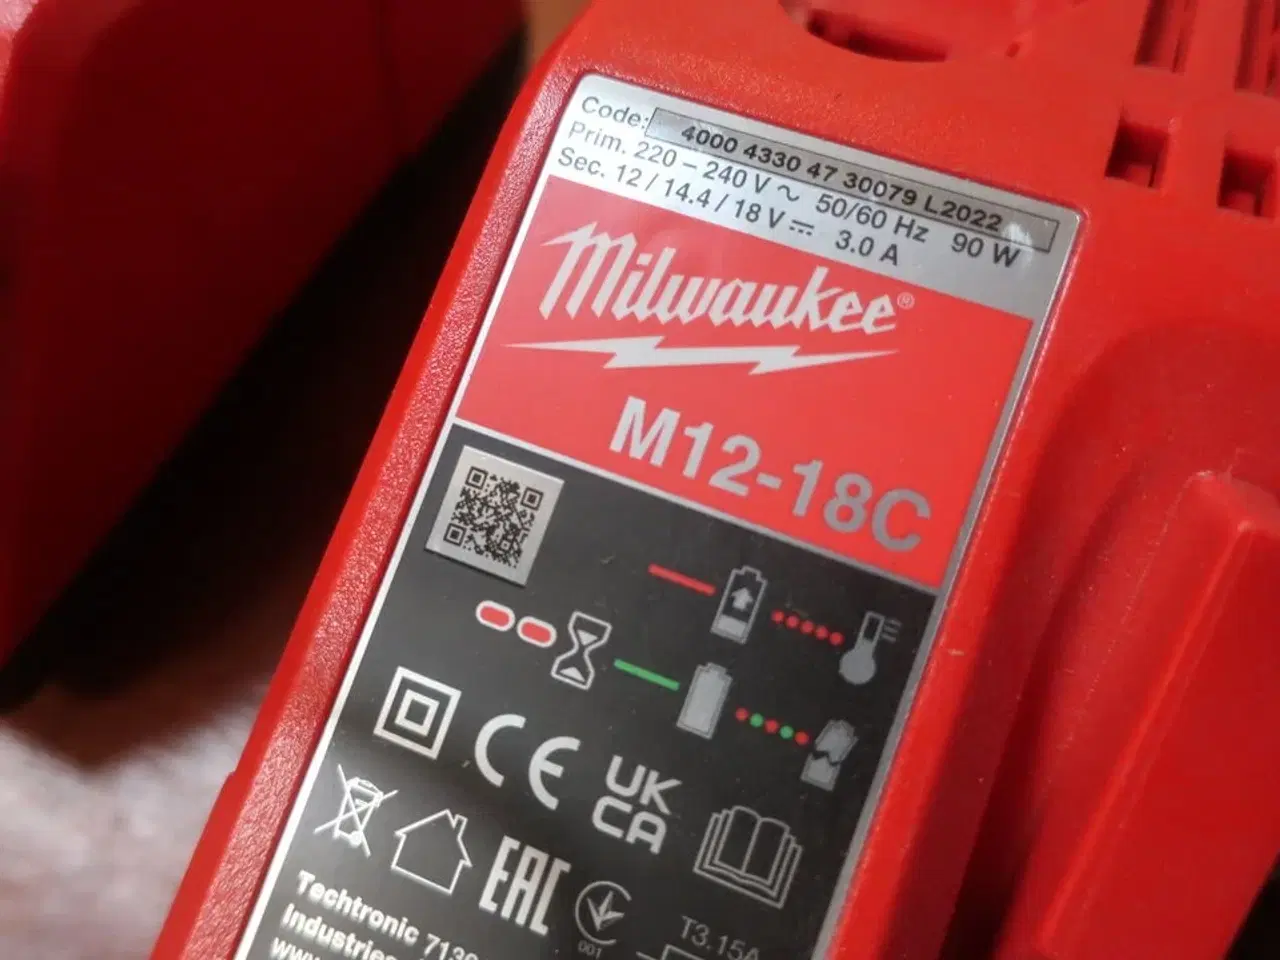 Code: 4000 4330 47 30079 L2022
Prim. 220 – 240 V ~ 50/60 Hz 90 W
Sec. 12 / 14.4 / 18 V ⎓ 3.0 A
Milwaukee®
M12-18C
CE
UK
CA
EAC
001
T3.15A
Techtronic
Industries